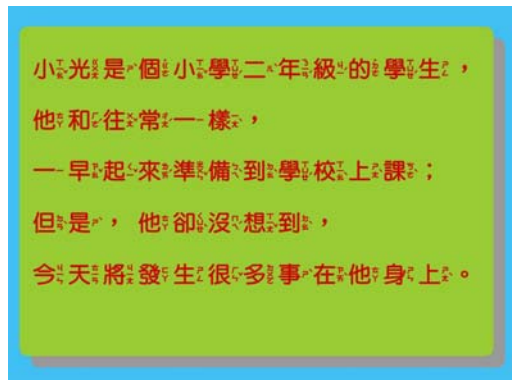 小光是個小學二年級的學生，
他和往常一樣，
一早起來準備到學校上課；
但是，他卻沒想到，
今天將發生很多事在他身上。